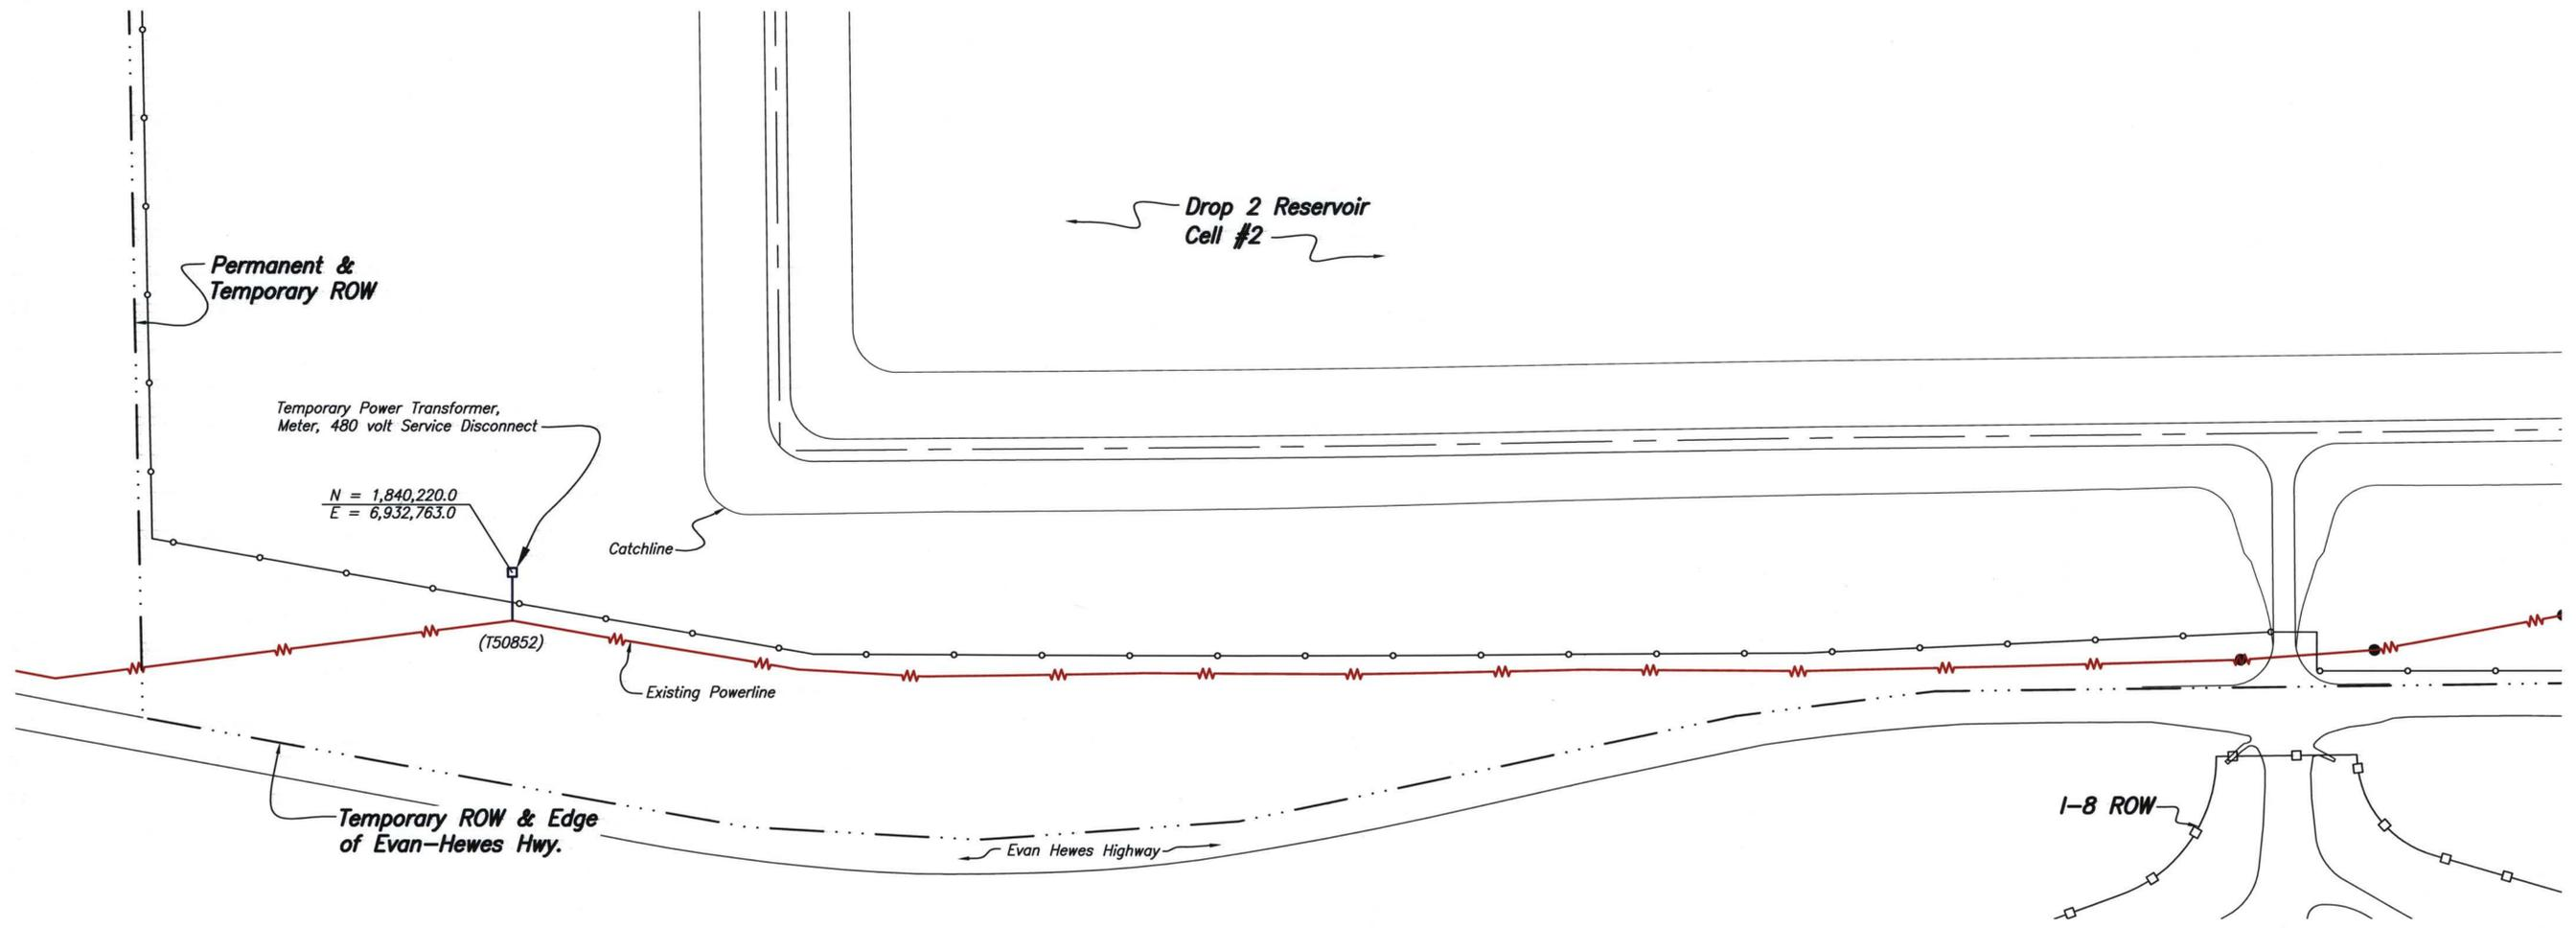 Drop 2 Reservoir
Cell #2
Permanent &
Temporary ROW
Temporary Power Transformer,
Meter, 480 volt Service Disconnect
N = 1,840,220.0
E = 6,932,763.0
Catchline
(T50852)
Existing Powerline
Temporary ROW & Edge
of Evan-Hewes Hwy.
Evan Hewes Highway
I-8 ROW